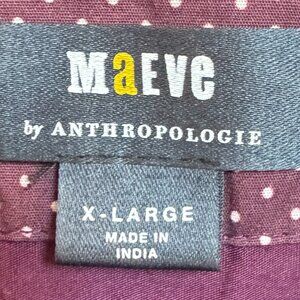 MaEVe
by ANTHROPOLOGIE
X-LARGE
MADE IN
INDIA